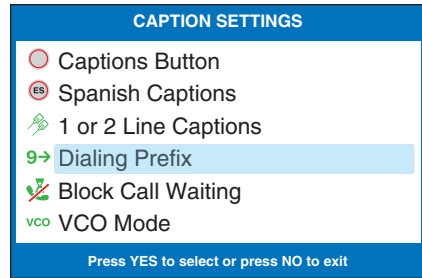 CAPTION SETTINGS
Captions Button
ES Spanish Captions
1 or 2 Line Captions
9→ Dialing Prefix
Block Call Waiting
VCO VCO Mode
Press YES to select or press NO to exit